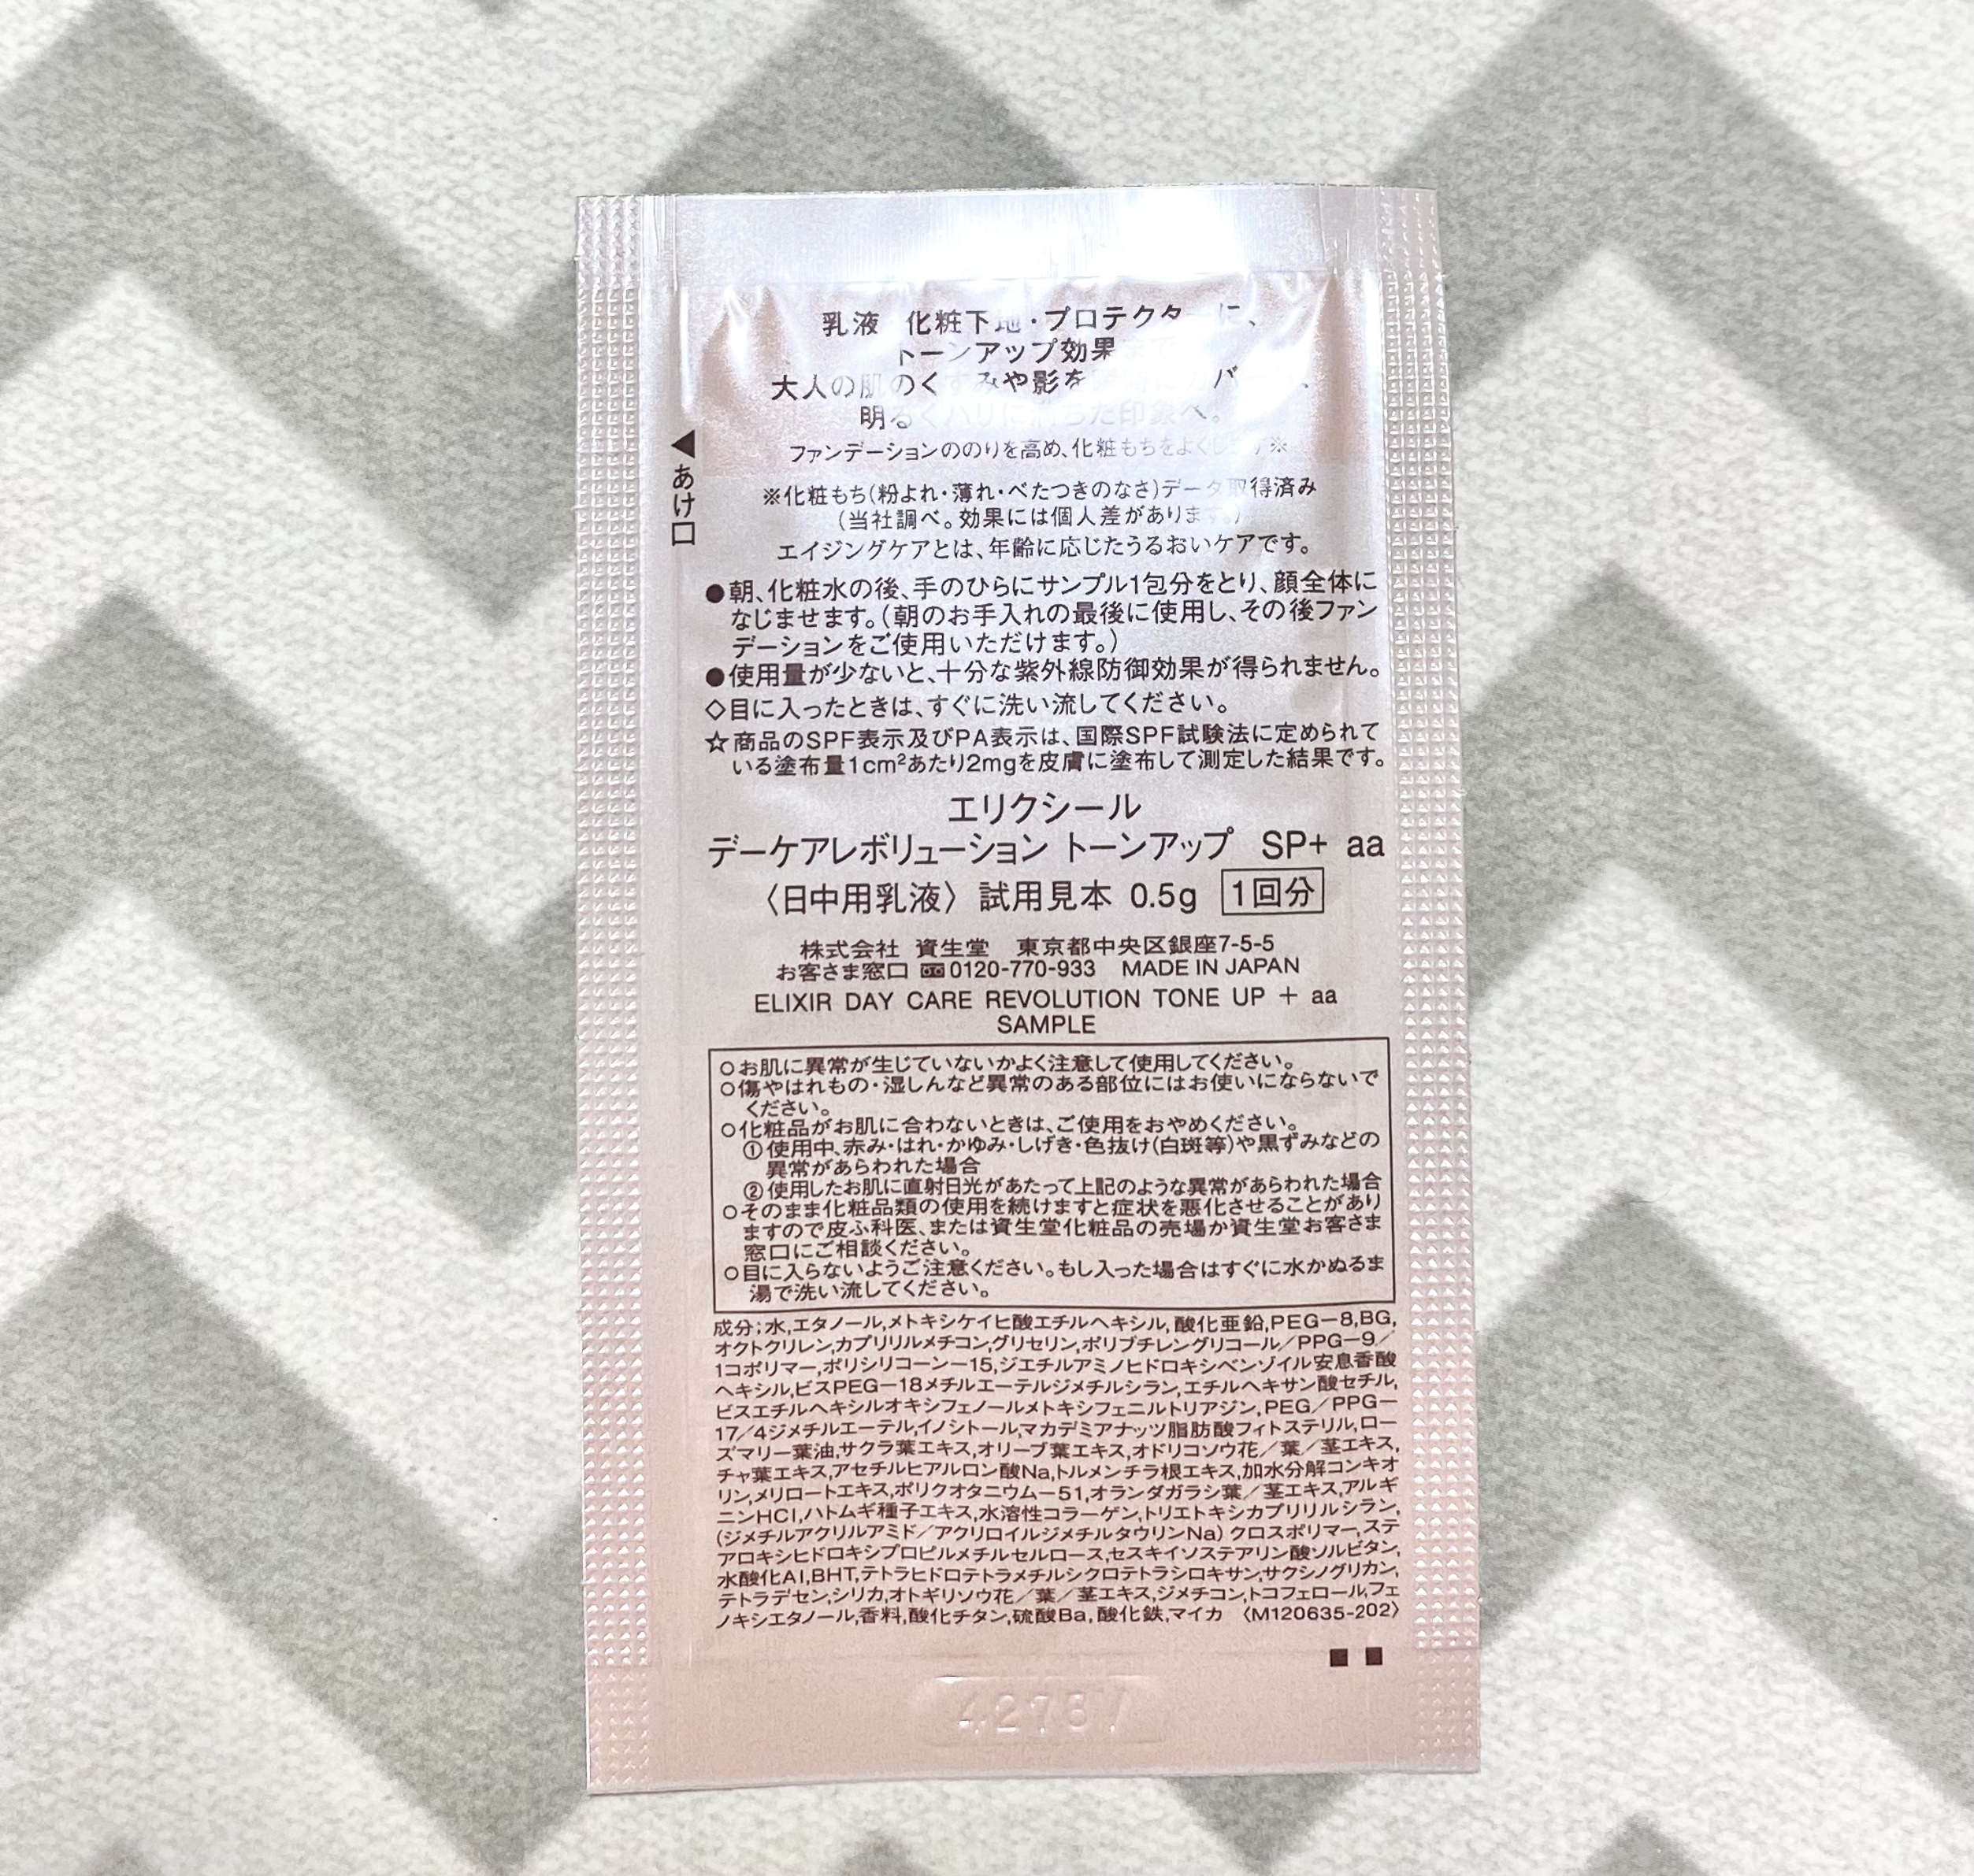 乳液 化粧下地・プロテクターに、
トーンアップ効果
大人の肌のくすみや影を カバー 、
明るくハリに満ちた印象へ。
ファンデーションののりを高め、化粧もちをよくします※
※化粧もち(粉よれ・薄れ・べたつきのなさ)データ取得済み
(当社調べ。効果には個人差があります。)
エイジングケアとは、年齢に応じたうるおいケアです。
◀あけ口
●朝、化粧水の後、手のひらにサンプル1包分をとり、顔全体に
なじませます。(朝のお手入れの最後に使用し、その後ファン
デーションをご使用いただけます。)
●使用量が少ないと、十分な紫外線防御効果が得られません。
◇目に入ったときは、すぐに洗い流してください。
☆商品のSPF表示及びPA表示は、国際SPF試験法に定められて
いる塗布量1cm²あたり2mgを皮膚に塗布して測定した結果です。
エリクシール
デーケアレボリューション トーンアップ SP+ aa
〈日中用乳液〉 試用見本 0.5g 1回分
株式会社 資生堂 東京都中央区銀座7-5-5
お客さま窓口 0120-770-933 MADE IN JAPAN
ELIXIR DAY CARE REVOLUTION TONE UP + aa
SAMPLE
○お肌に異常が生じていないかよく注意して使用してください。
○傷やはれもの・湿しんなど異常のある部位にはお使いにならないで
ください。
○化粧品がお肌に合わないときは、ご使用をおやめください。
①使用中、赤み・はれ・かゆみ・しげき・色抜け(白斑等)や黒ずみなどの
異常があらわれた場合
②使用したお肌に直射日光があたって上記のような異常があらわれた場合
○そのまま化粧品類の使用を続けますと症状を悪化させることがあり
ますので皮ふ科医、または資生堂化粧品の売場か資生堂お客さま
窓口にご相談ください。
○目に入らないようご注意ください。もし入った場合はすぐに水かぬるま
湯で洗い流してください。
成分;水,エタノール,メトキシケイヒ酸エチルヘキシル,酸化亜鉛,PEG－8,BG,
オクトクリレン,カプリリルメチコン,グリセリン,ポリブチレングリコール／PPG－9／
1コポリマー,ポリシリコーン－15,ジエチルアミノヒドロキシベンゾイル安息香酸
ヘキシル,ビスPEG－18メチルエーテルジメチルシラン,エチルヘキサン酸セチル,
ビスエチルヘキシルオキシフェノールメトキシフェニルトリアジン,PEG／PPG－
17／4ジメチルエーテル,イノシトール,マカデミアナッツ脂肪酸フィトステリル,ロー
ズマリー葉油,サクラ葉エキス,オリーブ葉エキス,オドリコソウ花／葉／茎エキス,
チャ葉エキス,アセチルヒアルロン酸Na,トルメンチラ根エキス,加水分解コンキオ
リン,メリロートエキス,ポリクオタニウム－51,オランダガラシ葉／茎エキス,アルギ
ニンHCl,ハトムギ種子エキス,水溶性コラーゲン,トリエトキシカプリリルシラン,
(ジメチルアクリルアミド／アクリロイルジメチルタウリンNa)クロスポリマー,ステ
アロキシヒドロキシプロピルメチルセルロース,セスキイソステアリン酸ソルビタン,
水酸化Al,BHT,テトラヒドロテトラメチルシクロテトラシロキサン,サクシノグリカン,
テトラデセン,シリカ,オトギリソウ花／葉／茎エキス,ジメチコン,トコフェロール,フェ
ノキシエタノール,香料,酸化チタン,硫酸Ba,酸化鉄,マイカ 〈M120635-202〉